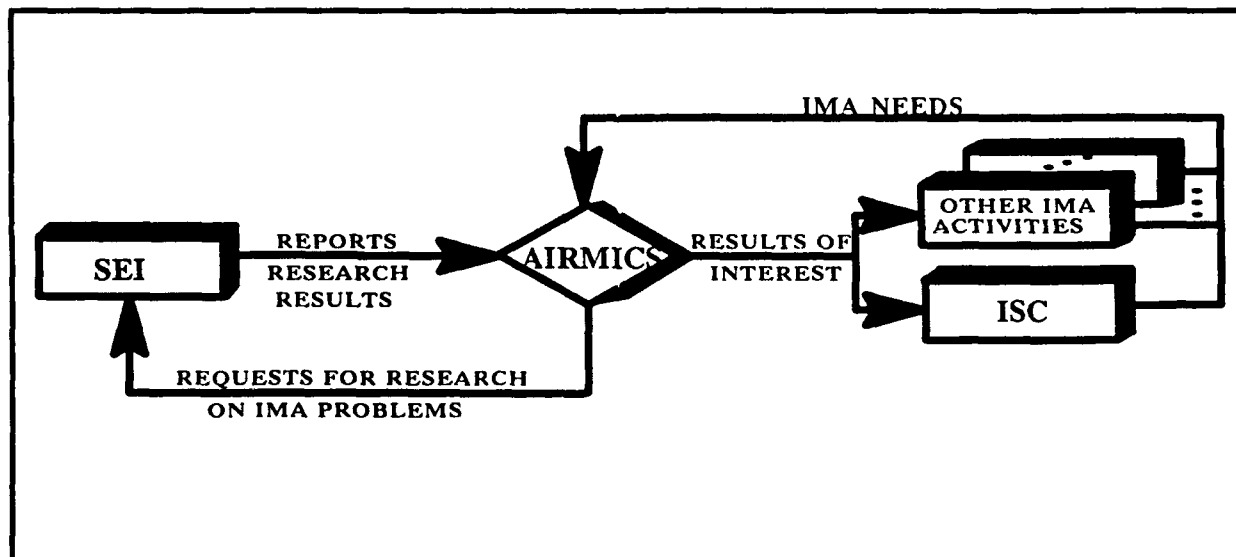 IMA NEEDS
OTHER IMA
ACTIVITIES
SEI
REPORTS
RESEARCH
RESULTS
AIRMICS
RESULTS OF
INTEREST
ISC
REQUESTS FOR RESEARCH
ON IMA PROBLEMS